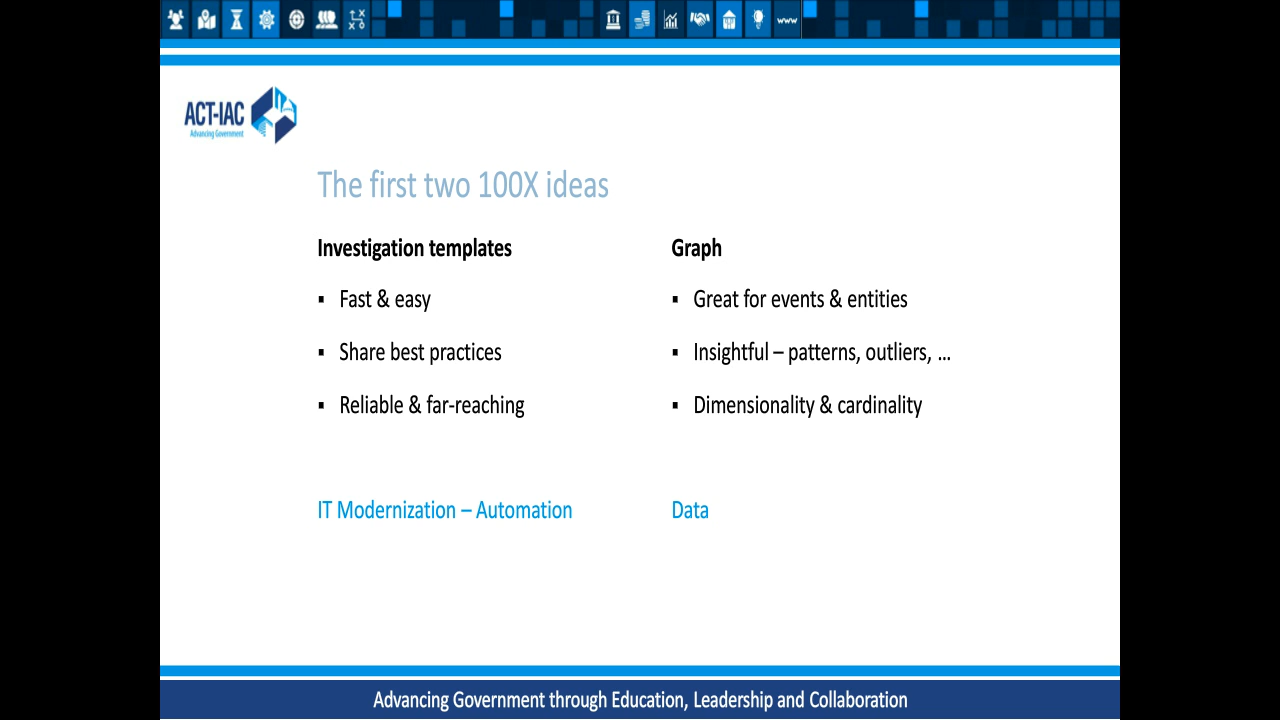 www
ACT-IAC
Advancing Government
The first two 100X ideas
Investigation templates
▪ Fast & easy
▪ Share best practices
▪ Reliable & far-reaching
IT Modernization – Automation
Graph
▪ Great for events & entities
▪ Insightful – patterns, outliers, ...
▪ Dimensionality & cardinality
Data
Advancing Government through Education, Leadership and Collaboration